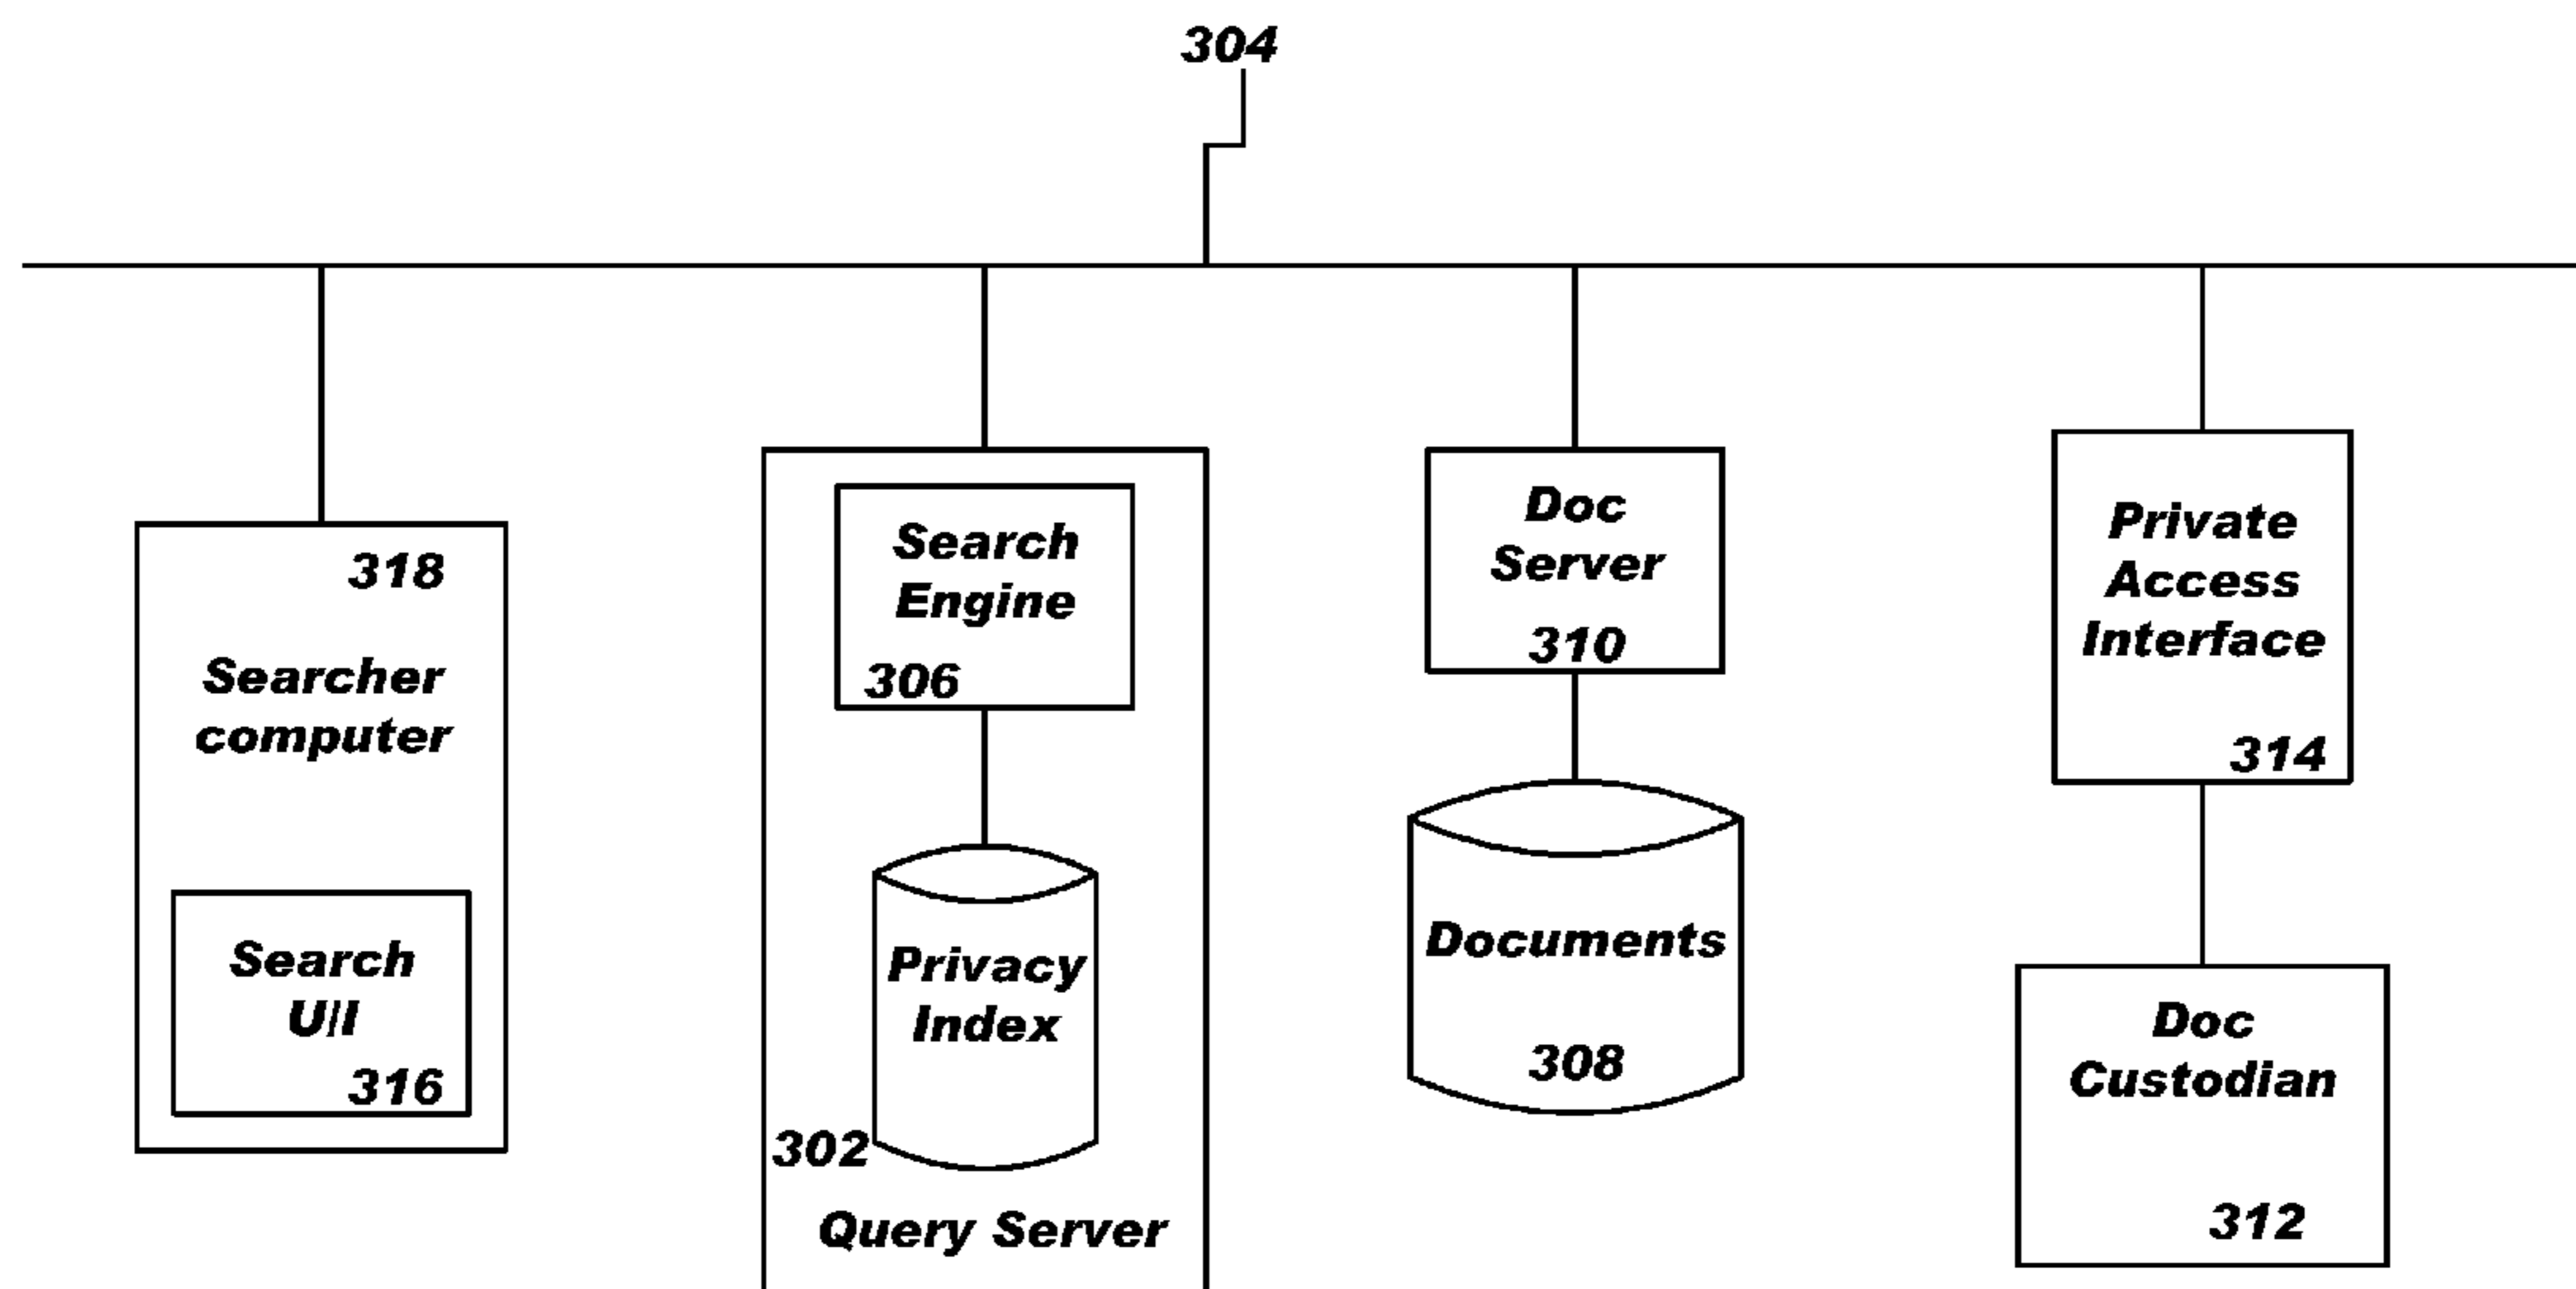 304
318
Searcher
computer
Search
U/I
316
Search
Engine
306
Privacy
Index
302
Query Server
Doc
Server
310
Documents
308
Private
Access
Interface
314
Doc
Custodian
312